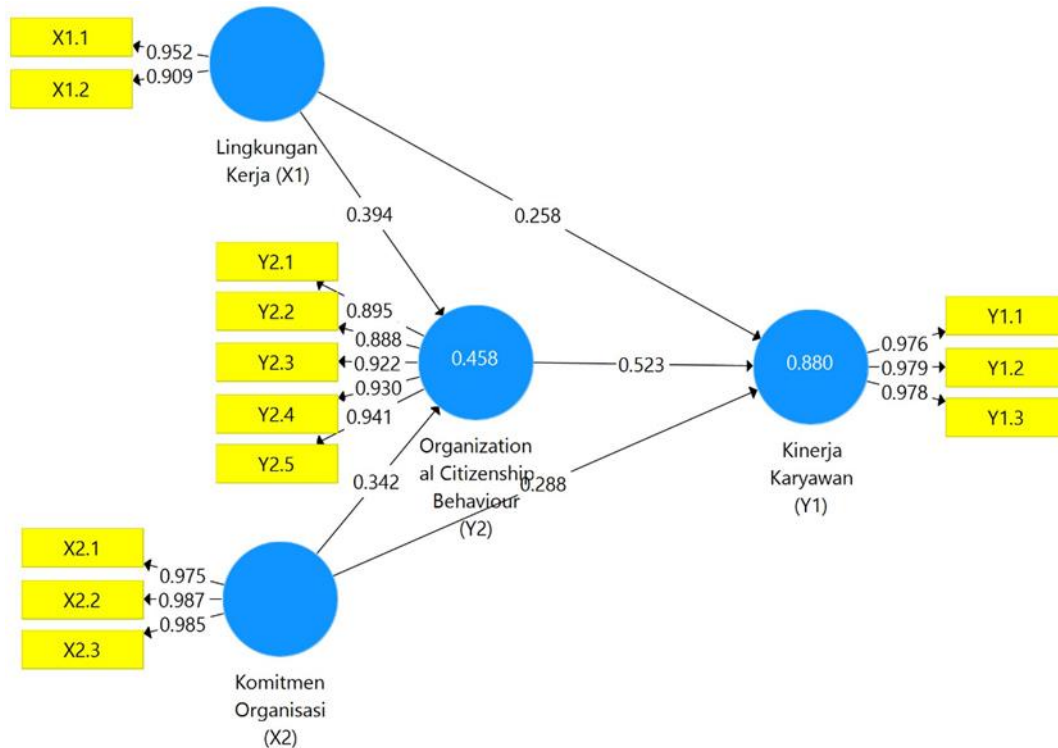 X1.1
0.952
X1.2
0.909
Lingkungan
Kerja (X1)
0.394
0.258
Y2.1
0.895
Y2.2
0.888
Y2.3
0.922
Y2.4
0.930
Y2.5
0.941
0.458
Organization
al Citizenship
Behaviour
(Y2)
0.523
0.880
Kinerja
Karyawan
(Y1)
0.976
Y1.1
0.979
Y1.2
0.978
Y1.3
0.342
0.288
X2.1
0.975
X2.2
0.987
X2.3
0.985
Komitmen
Organisasi
(X2)